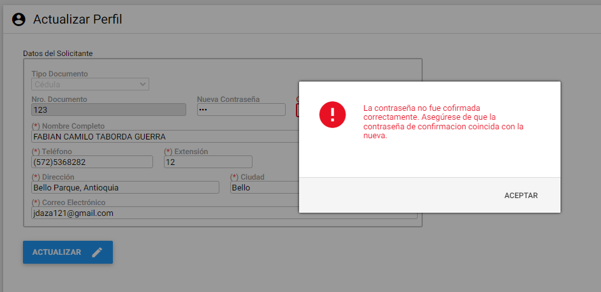 Actualizar Perfil
Datos del Solicitante
Tipo Documento
Cédula
Nro. Documento Nueva Contraseña
123 •••
(*) Nombre Completo
FABIAN CAMILO TABORDA GUERRA
(*) Teléfono (*) Extensión
(572)5368282 12
(*) Dirección (*) Ciudad
Bello Parque, Antioquia Bello
(*) Correo Electrónico
jdaza121@gmail.com
ACTUALIZAR
La contraseña no fue cofirmada
correctamente. Asegúrese de que la
contraseña de confirmacion coincida con la
nueva.
ACEPTAR